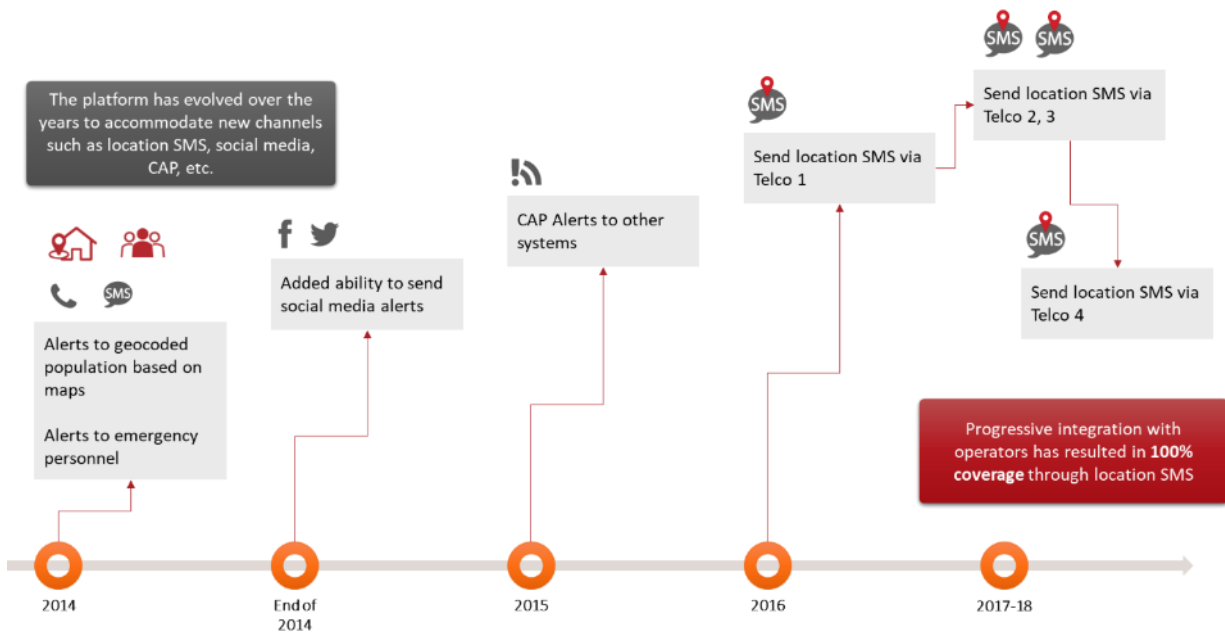 The platform has evolved over the
years to accommodate new channels
such as location SMS, social media,
CAP, etc.
SMS
Alerts to geocoded
population based on
maps
Alerts to emergency
personnel
Added ability to send
social media alerts
CAP Alerts to other
systems
SMS
Send location SMS via
Telco 1
SMS
SMS
Send location SMS via
Telco 2, 3
SMS
Send location SMS via
Telco 4
Progressive integration with
operators has resulted in 100%
coverage through location SMS
2014
End of
2014
2015
2016
2017-18